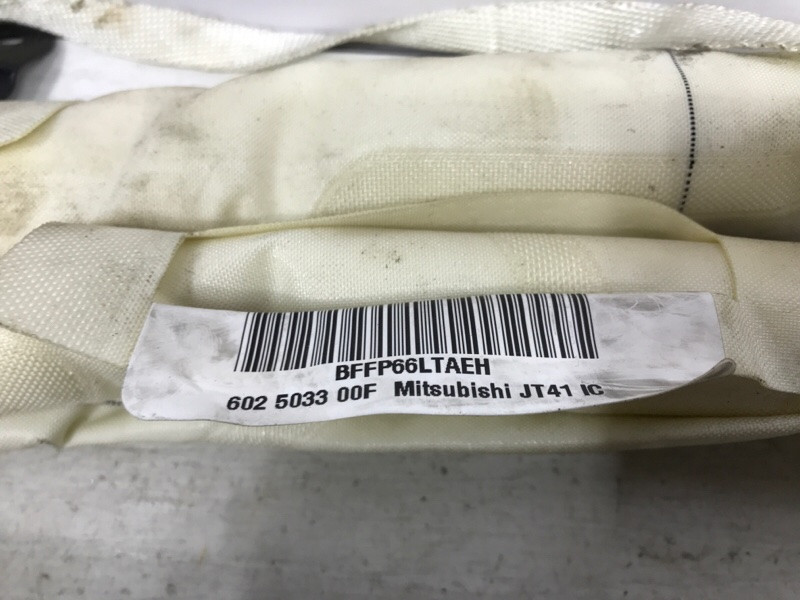 BFFP66LTAEH
602 5033 00F Mitsubishi JT41 IC